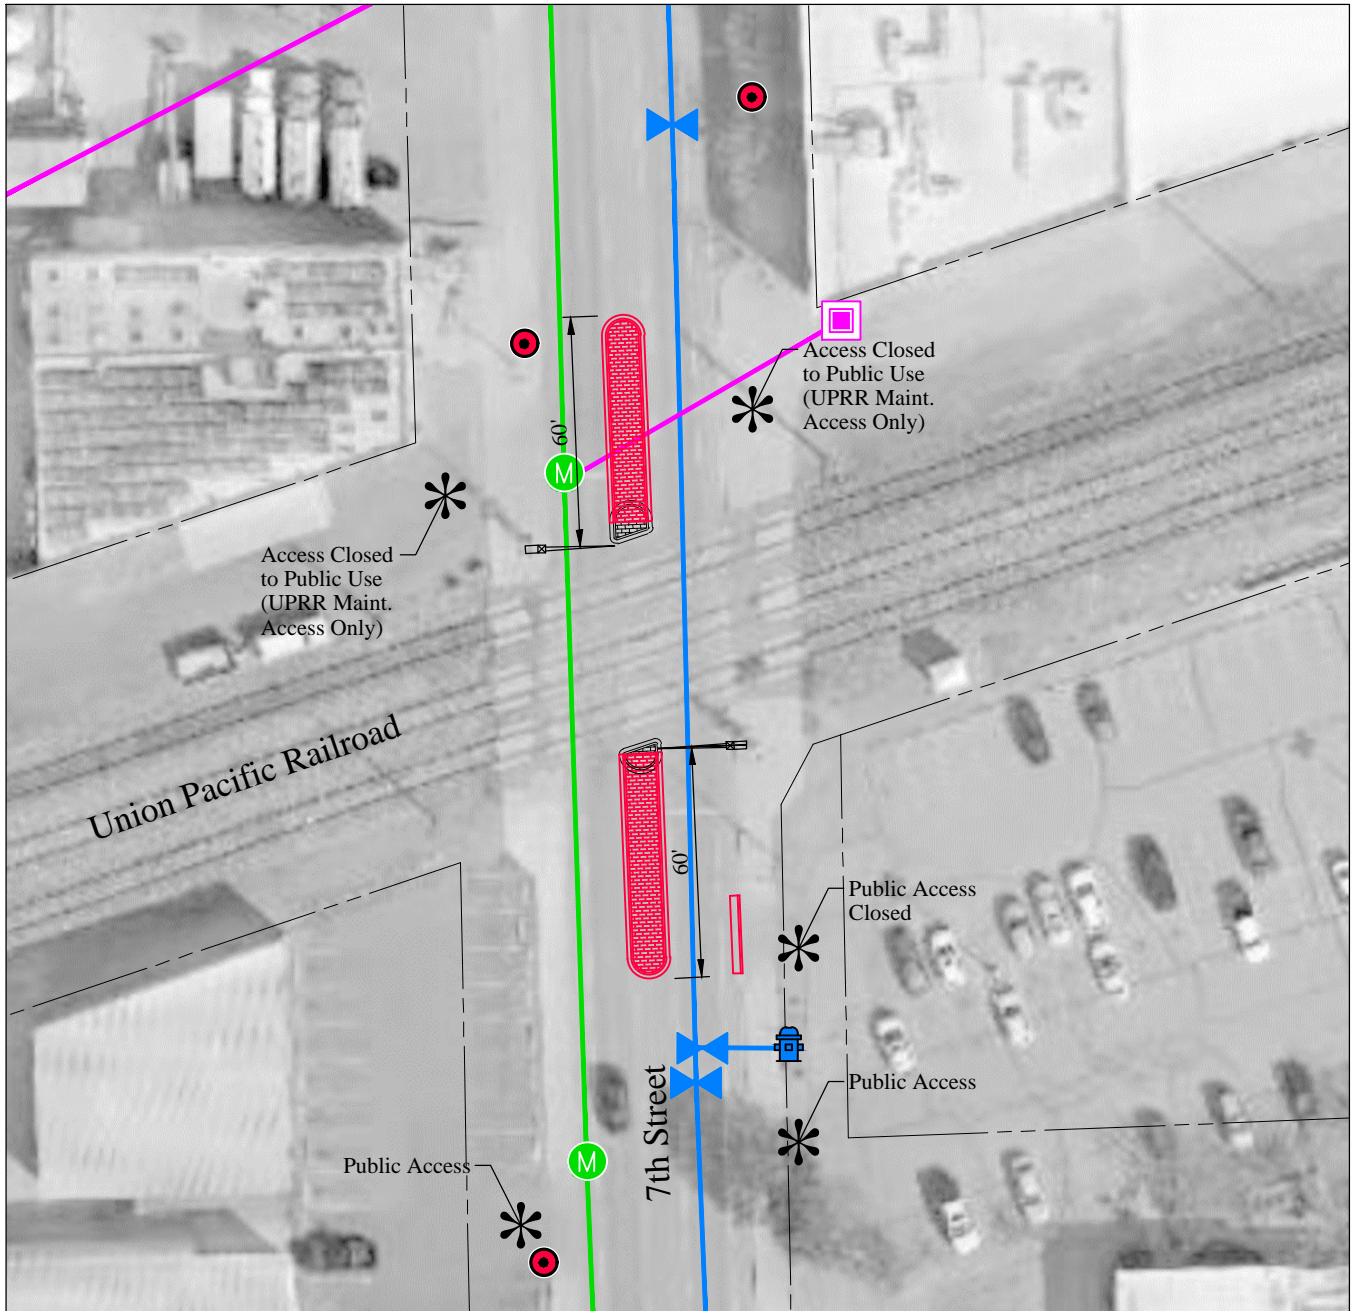 Access Closed
to Public Use
(UPRR Maint.
Access Only)
60'
M
Access Closed
to Public Use
(UPRR Maint.
Access Only)
Union Pacific Railroad
60'
Public Access
Closed
7th Street
Public Access
M
Public Access